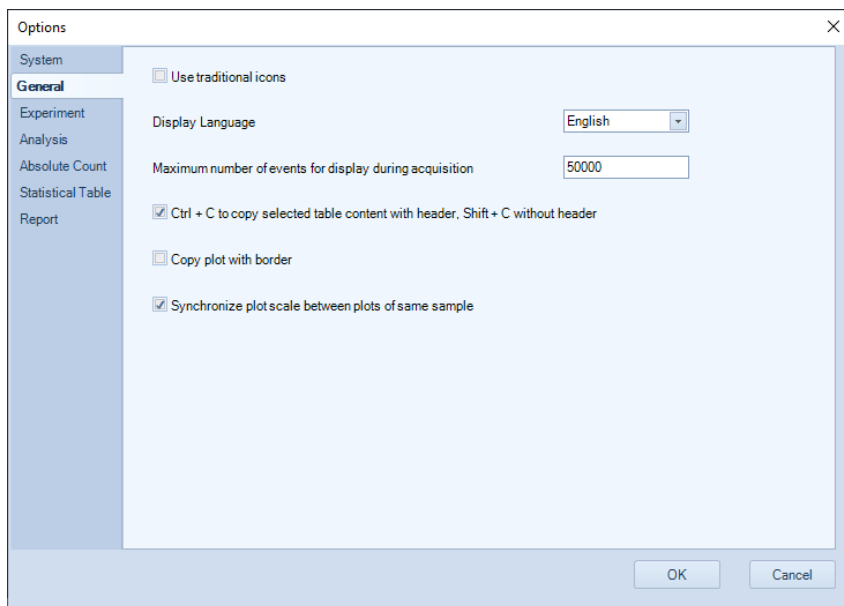 Options
System
General
Experiment
Analysis
Absolute Count
Statistical Table
Report
Use traditional icons
Display Language
English
Maximum number of events for display during acquisition
50000
Ctrl + C to copy selected table content with header, Shift + C without header
Copy plot with border
Synchronize plot scale between plots of same sample
OK
Cancel